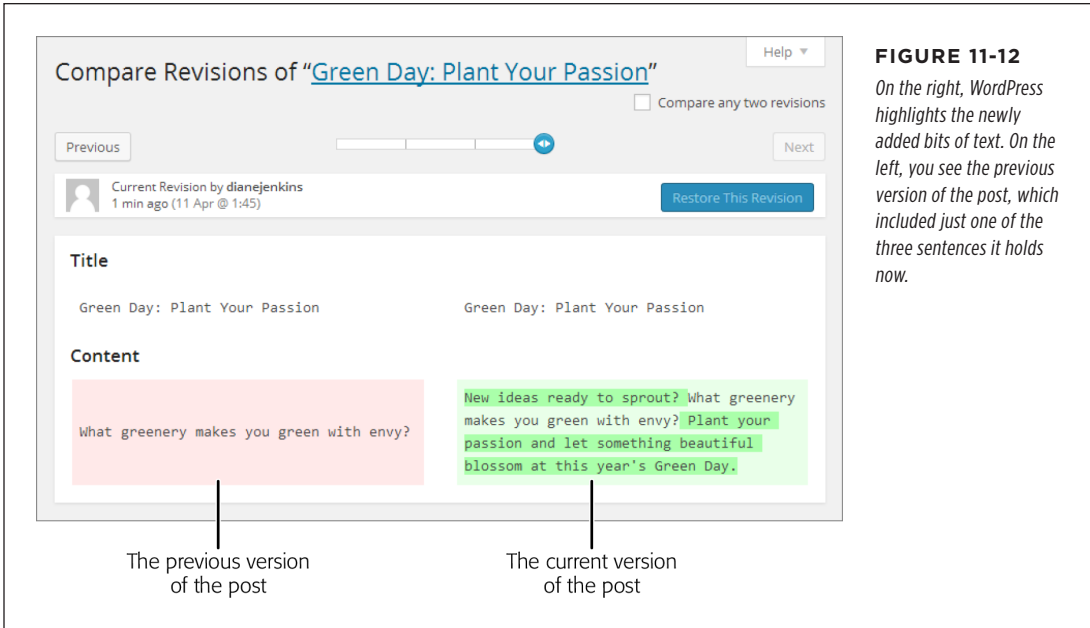 Help
Compare Revisions of “Green Day: Plant Your Passion”
Compare any two revisions
Previous
Next
Current Revision by dianejenkins
1 min ago (11 Apr @ 1:45)
Restore This Revision
Title
Green Day: Plant Your Passion
Green Day: Plant Your Passion
Content
What greenery makes you green with envy?
New ideas ready to sprout? What greenery
makes you green with envy? Plant your
passion and let something beautiful
blossom at this year's Green Day.
The previous version
of the post
The current version
of the post
FIGURE 11-12
On the right, WordPress
highlights the newly
added bits of text. On the
left, you see the previous
version of the post, which
included just one of the
three sentences it holds
now.